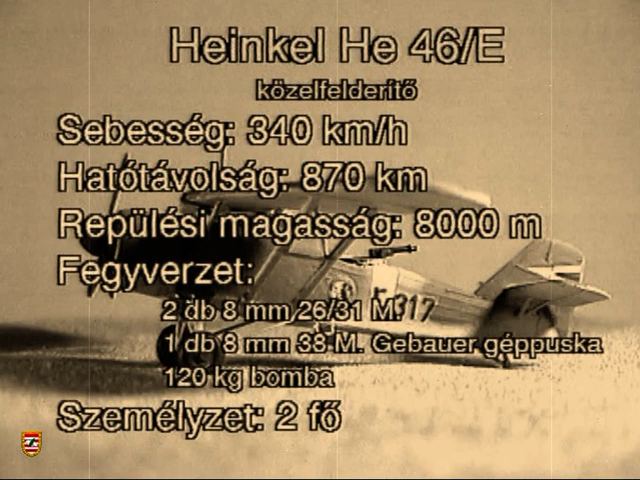 Heinkel He 46/E
közelfelderítő
Sebesség: 340 km/h
Hatótávolság: 870 km
Repülési magasság: 8000 m
Fegyverzet:
2 db 8 mm 26/31 M.
317
1 db 8 mm 38 M. Gebauer géppuska
120 kg bomba
Személyzet: 2 fő